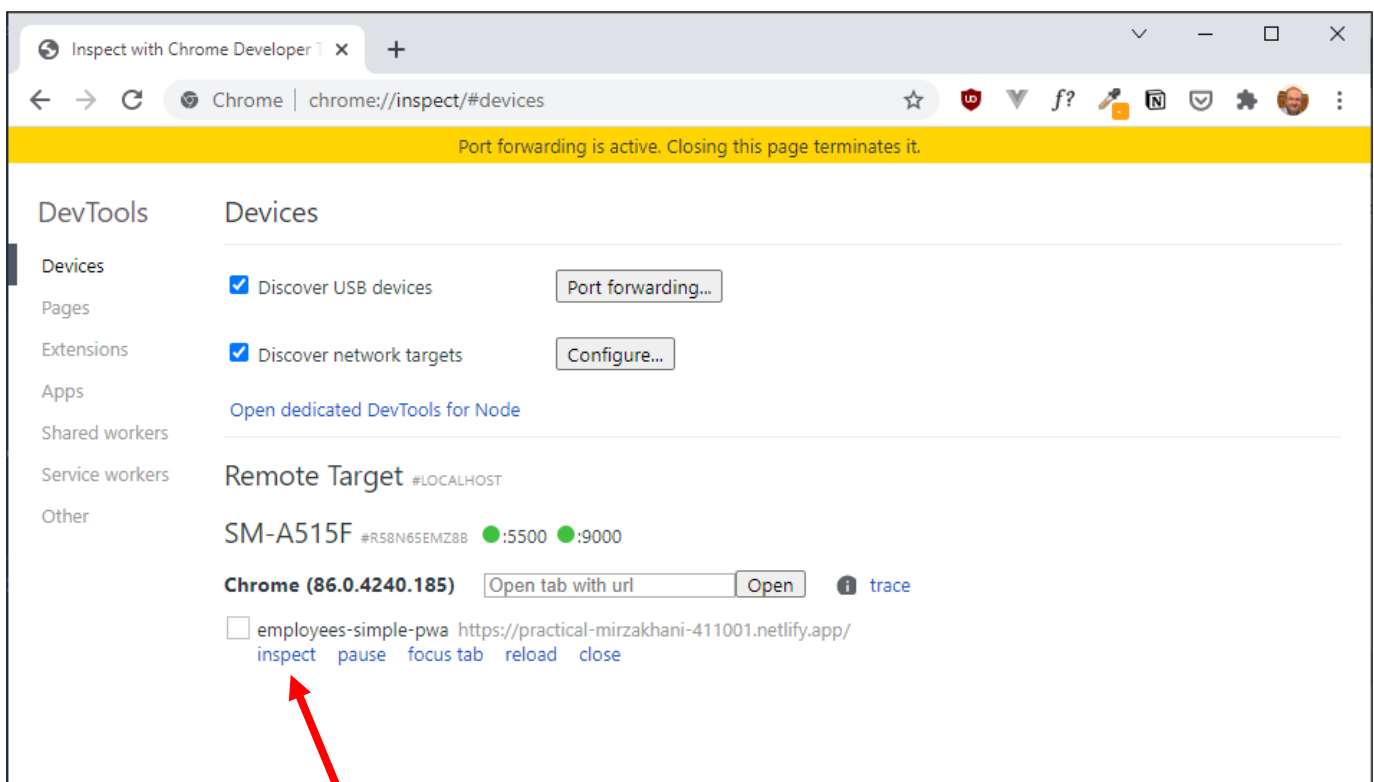 Inspect with Chrome Developer T
Chrome | chrome://inspect/#devices
f?
Port forwarding is active. Closing this page terminates it.
DevTools
Devices
Pages
Extensions
Apps
Shared workers
Service workers
Other
Devices
Discover USB devices Port forwarding...
Discover network targets Configure...
Open dedicated DevTools for Node
Remote Target #LOCALHOST
SM-A515F #R58N65EMZ8B :5500 :9000
Chrome (86.0.4240.185) Open tab with url Open trace
employees-simple-pwa https://practical-mirzakhani-411001.netlify.app/
inspect pause focus tab reload close